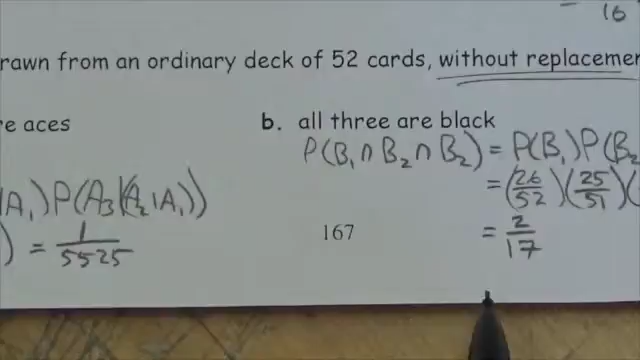 16
rawn from an ordinary deck of 52 cards, without replacemen
re aces
b. all three are black
P(B₁ ∩ B₂ ∩ B₂) = P(B₁)P(B₂
|A₁)P(A₃|(A₂|A₁))
= (26/52)(25/51)(
) = 1/5525
167
= 2/17